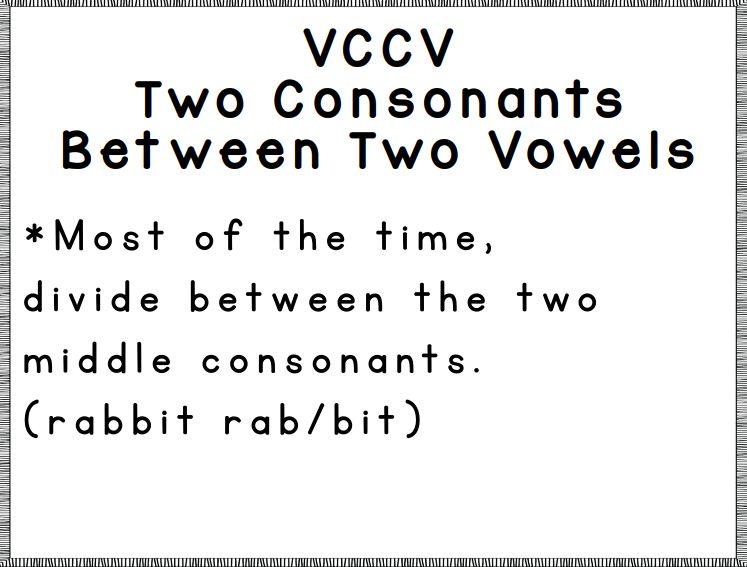 VCCV
Two Consonants
Between Two Vowels
*Most of the time,
divide between the two
middle consonants.
(rabbit rab/bit)